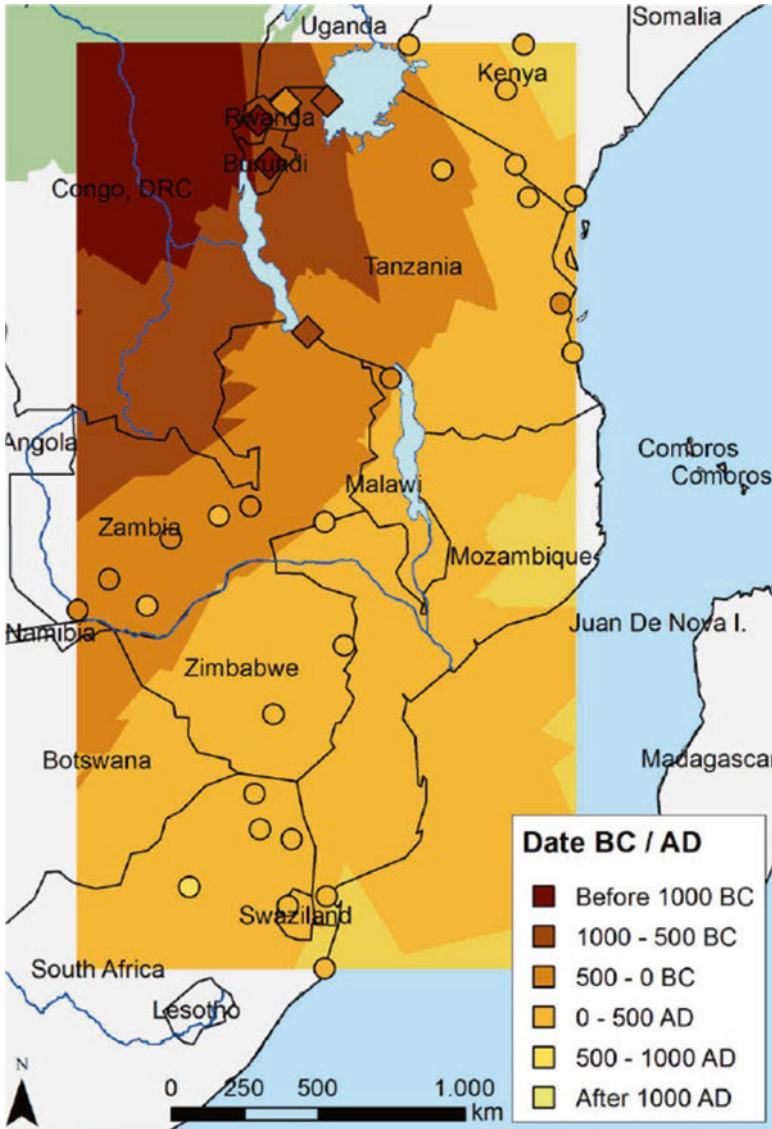 Uganda
Somalia
Kenya
Rwanda
Burundi
Congo, DRC
Tanzania
Angola
Comoros
Comoros
Malawi
Zambia
Mozambique
Namibia
Juan De Nova I.
Zimbabwe
Botswana
Madagascar
Date BC / AD
Before 1000 BC
1000 - 500 BC
500 - 0 BC
0 - 500 AD
500 - 1000 AD
After 1000 AD
Swaziland
South Africa
Lesotho
N
0 250 500 1.000
km